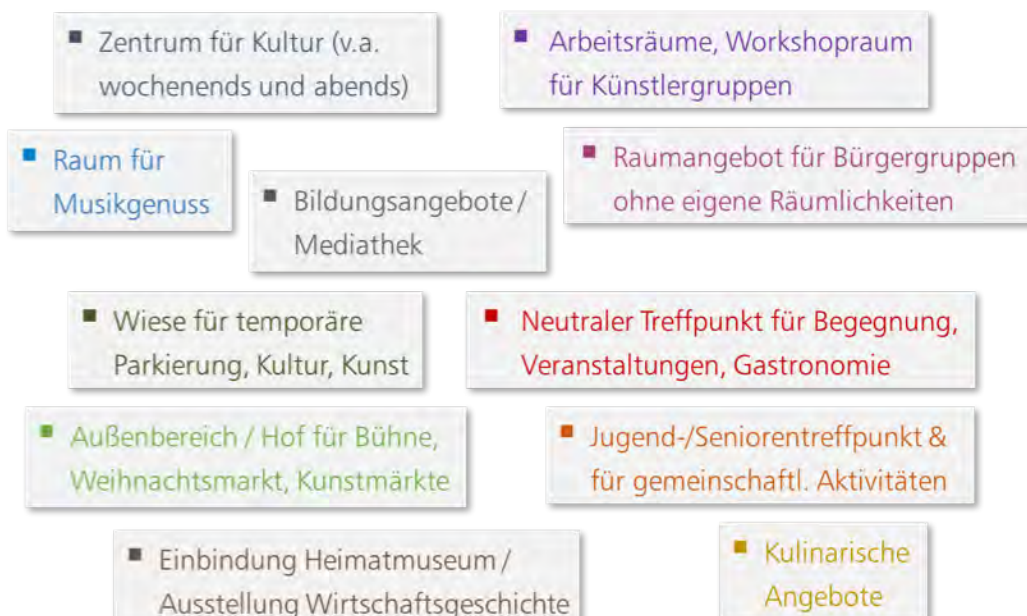 ▪ Zentrum für Kultur (v.a.
wochenends und abends)
▪ Arbeitsräume, Workshopraum
für Künstlergruppen
▪ Raum für
Musikgenuss
▪ Bildungsangebote /
Mediathek
▪ Raumangebot für Bürgergruppen
ohne eigene Räumlichkeiten
▪ Wiese für temporäre
Parkierung, Kultur, Kunst
▪ Neutraler Treffpunkt für Begegnung,
Veranstaltungen, Gastronomie
▪ Außenbereich / Hof für Bühne,
Weihnachtsmarkt, Kunstmärkte
▪ Jugend-/Seniorentreffpunkt &
für gemeinschaftl. Aktivitäten
▪ Einbindung Heimatmuseum /
Ausstellung Wirtschaftsgeschichte
▪ Kulinarische
Angebote